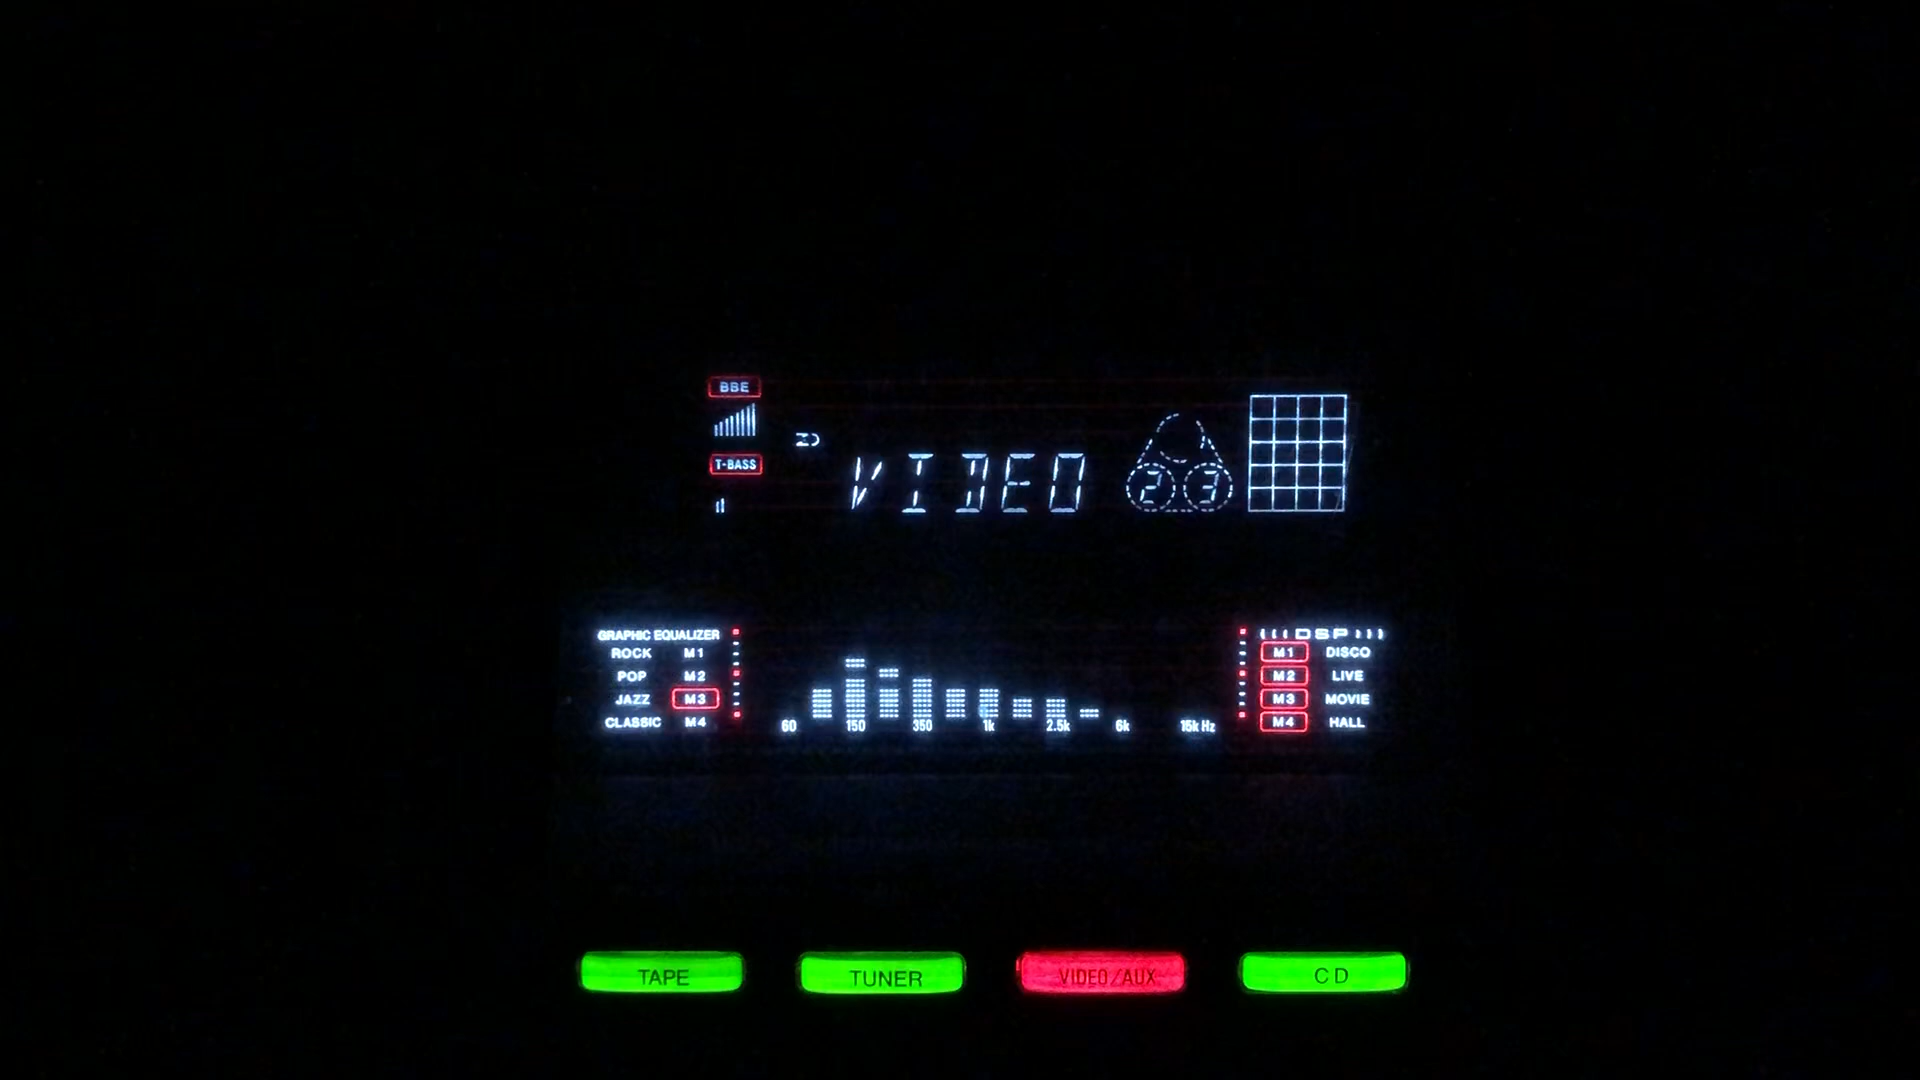 BBE
T-BASS
VIDEO
2 3
GRAPHIC EQUALIZER
ROCK M1
POP M2
JAZZ M3
CLASSIC M4
60 150 350 1k 2.5k 6k 15k Hz
DSP
M1 DISCO
M2 LIVE
M3 MOVIE
M4 HALL
TAPE TUNER VIDEO/AUX CD